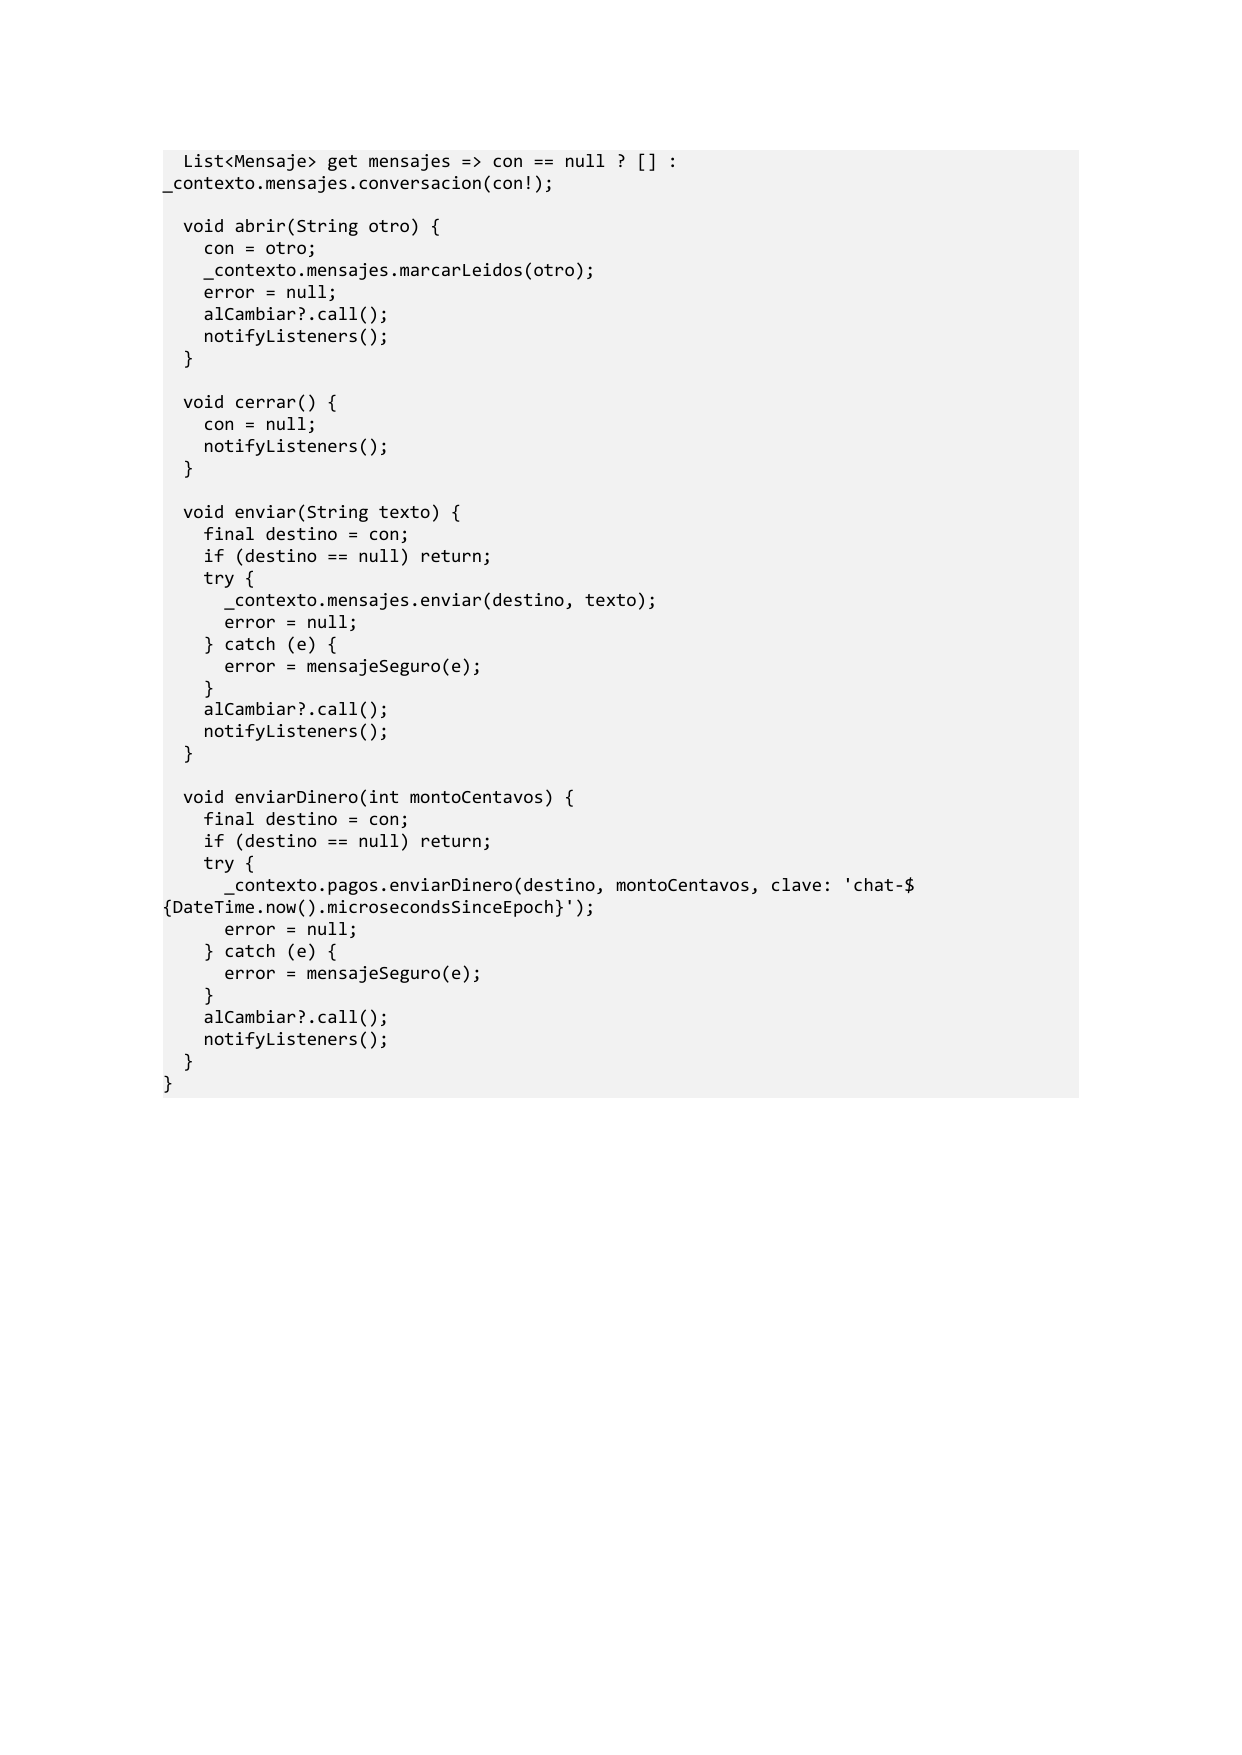 List<Mensaje> get mensajes => con == null ? [] :
_contexto.mensajes.conversacion(con!);

  void abrir(String otro) {
    con = otro;
    _contexto.mensajes.marcarLeidos(otro);
    error = null;
    alCambiar?.call();
    notifyListeners();
  }

  void cerrar() {
    con = null;
    notifyListeners();
  }

  void enviar(String texto) {
    final destino = con;
    if (destino == null) return;
    try {
      _contexto.mensajes.enviar(destino, texto);
      error = null;
    } catch (e) {
      error = mensajeSeguro(e);
    }
    alCambiar?.call();
    notifyListeners();
  }

  void enviarDinero(int montoCentavos) {
    final destino = con;
    if (destino == null) return;
    try {
      _contexto.pagos.enviarDinero(destino, montoCentavos, clave: 'chat-$
{DateTime.now().microsecondsSinceEpoch}');
      error = null;
    } catch (e) {
      error = mensajeSeguro(e);
    }
    alCambiar?.call();
    notifyListeners();
  }
}